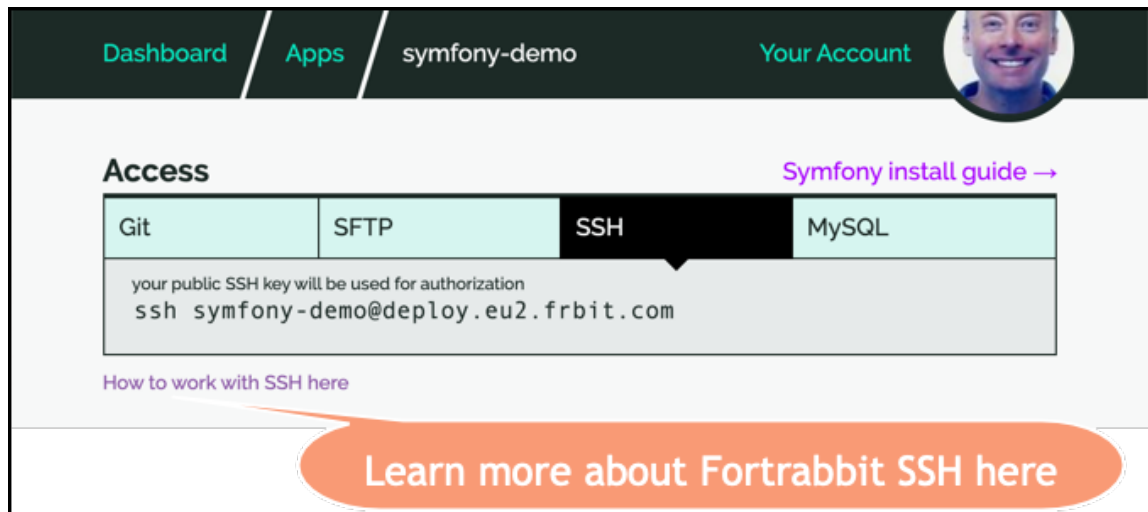 Dashboard / Apps / symfony-demo Your Account
Access Symfony install guide →
Git SFTP SSH MySQL
your public SSH key will be used for authorization
ssh symfony-demo@deploy.eu2.frbit.com
How to work with SSH here
Learn more about Fortrabbit SSH here